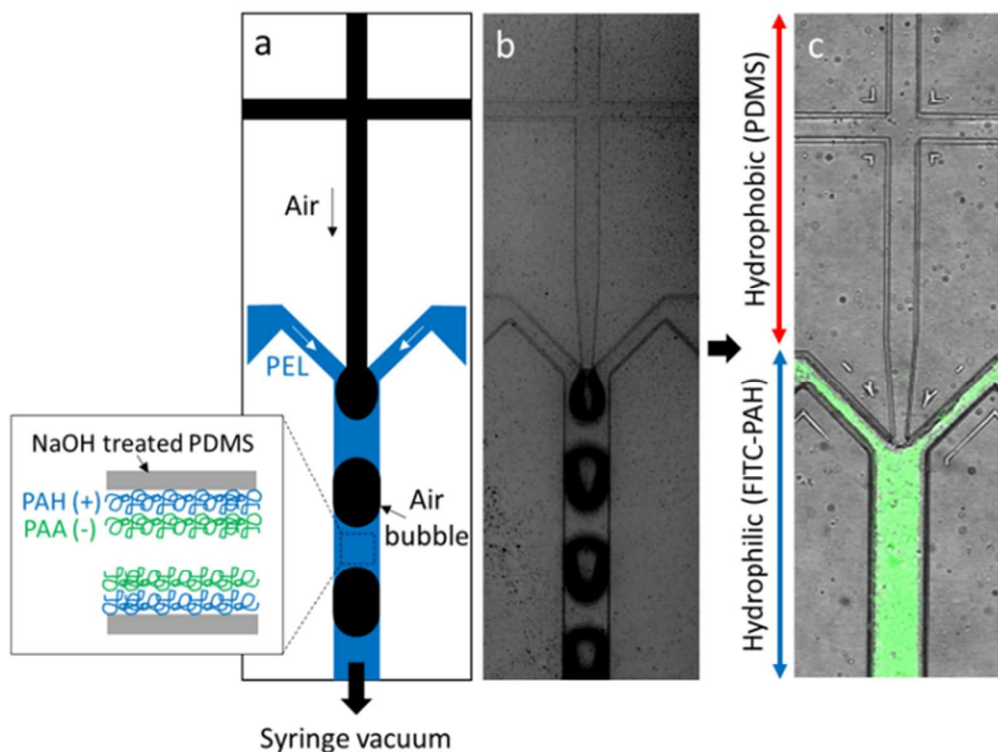 a
b
c
Air
PEL
NaOH treated PDMS
PAH (+)
PAA (-)
Air
bubble
Syringe vacuum
Hydrophobic (PDMS)
Hydrophilic (FITC-PAH)